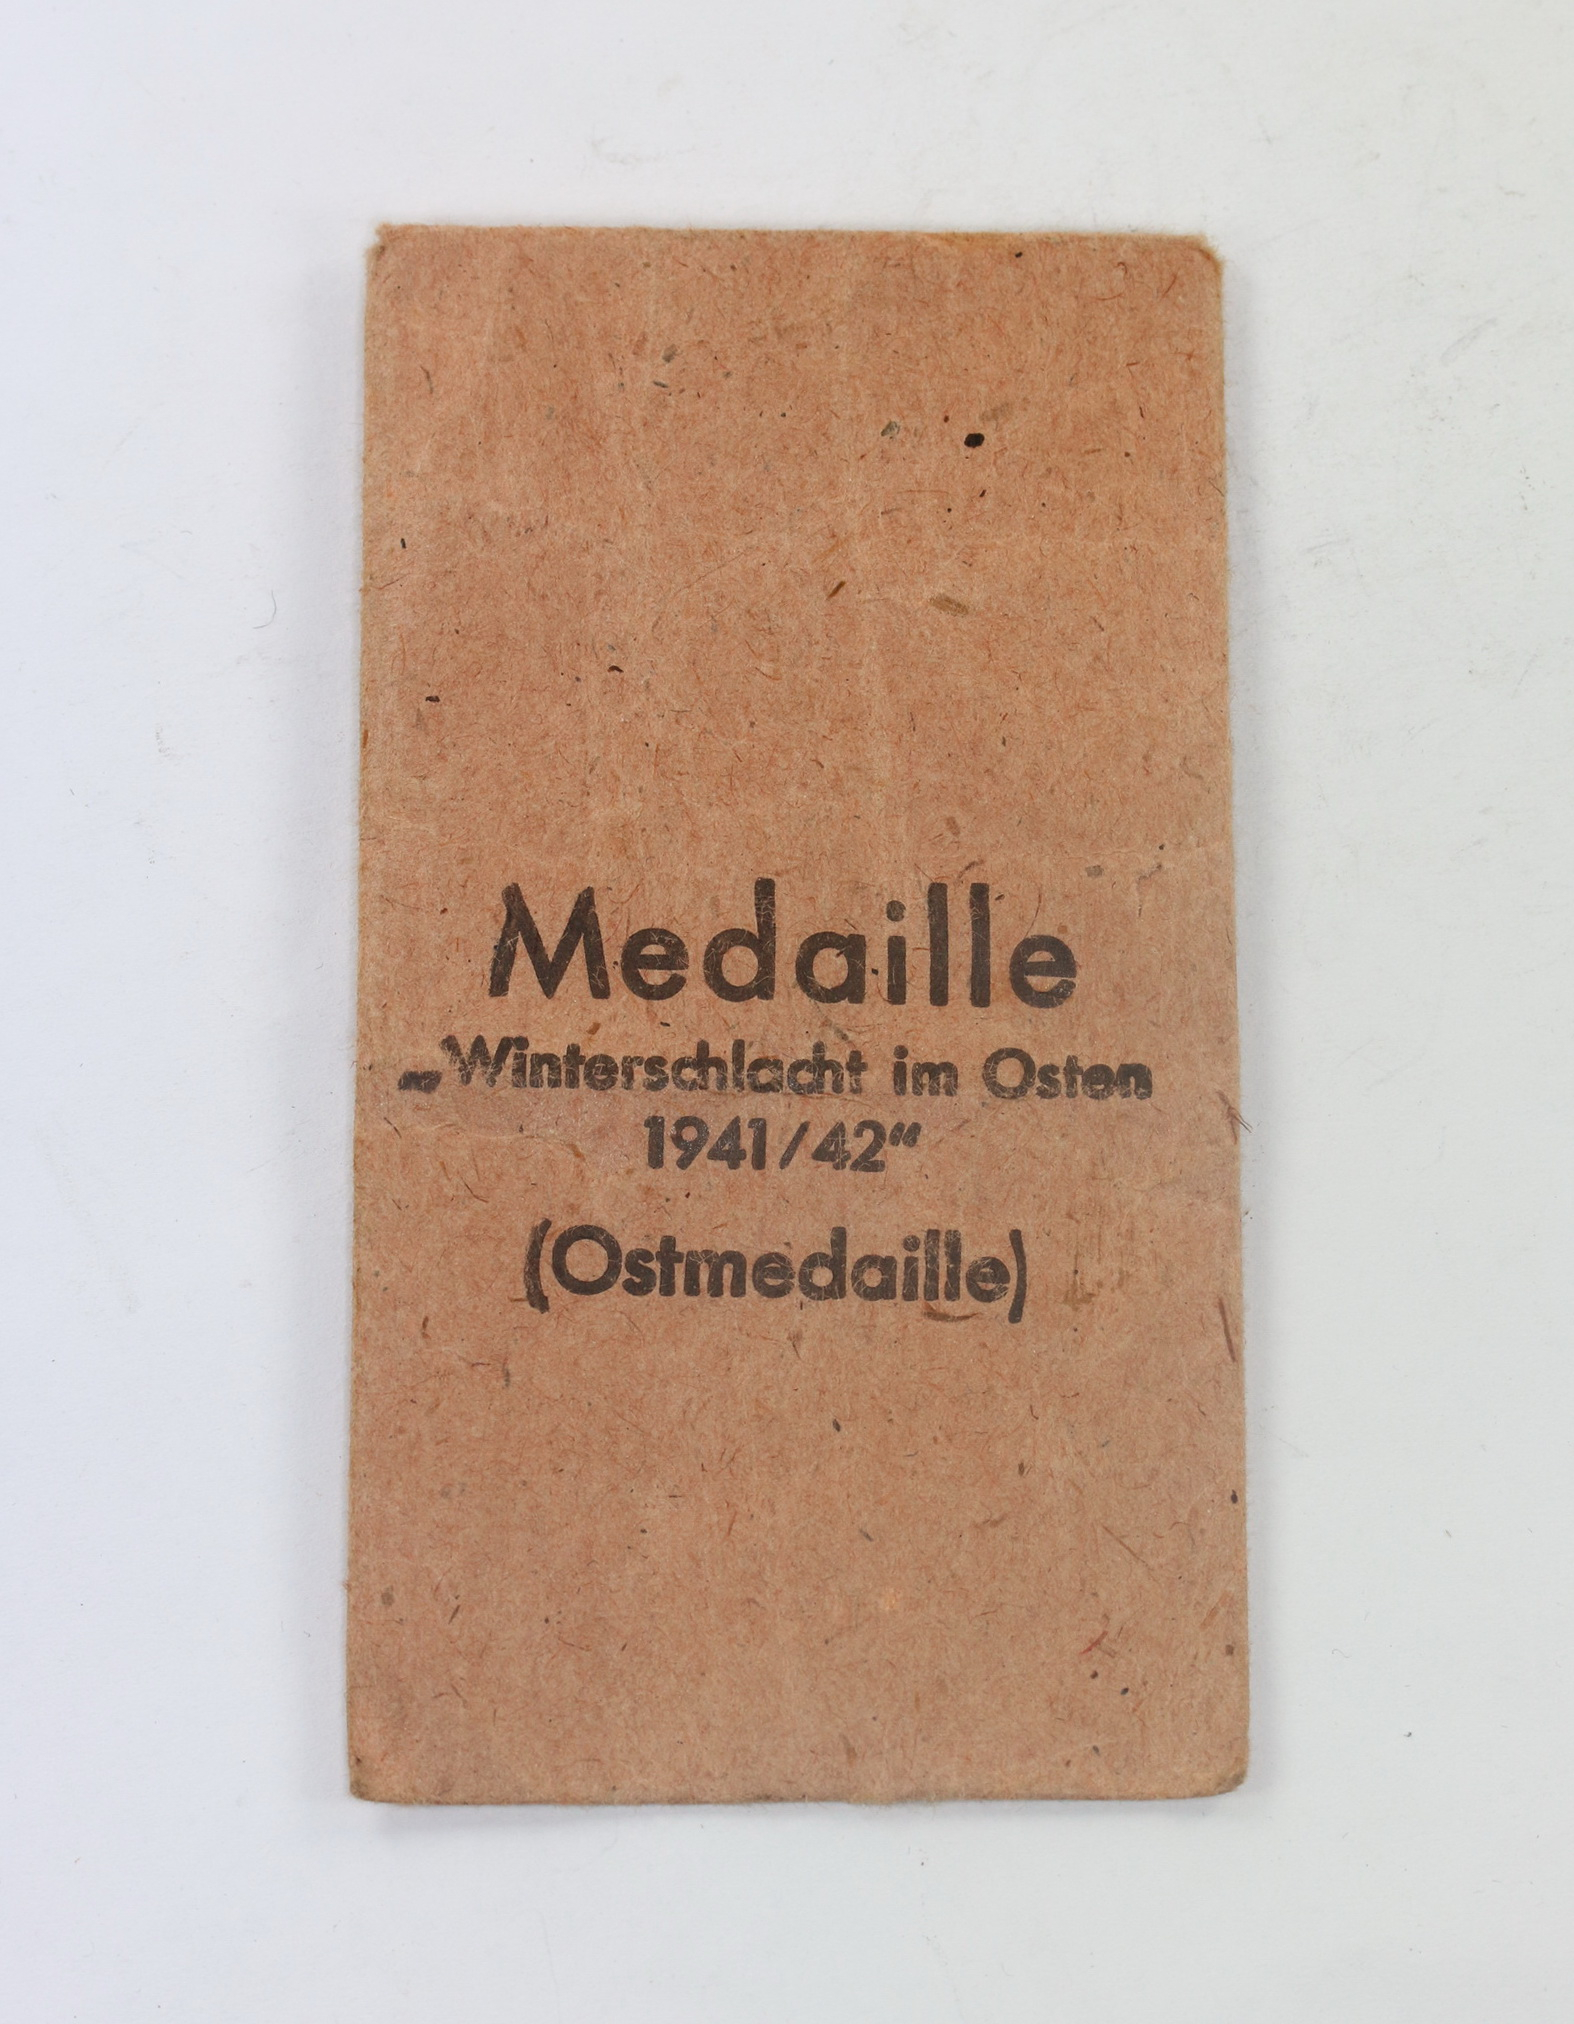 Medaille
„Winterschlacht im Osten
1941/42“
(Ostmedaille)